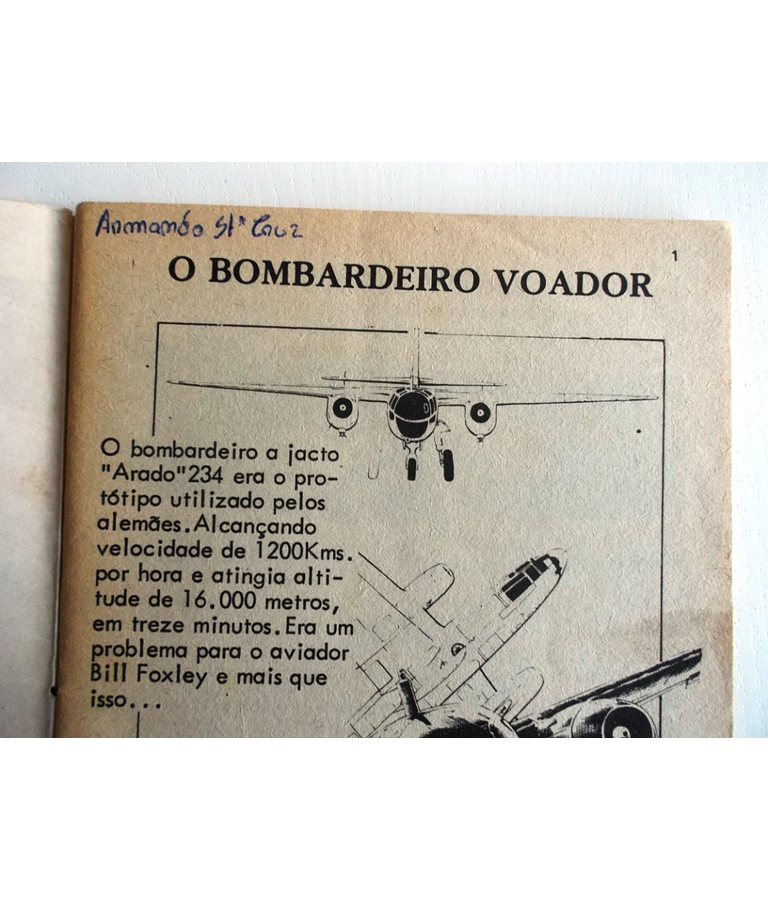 Armando Stª Cruz
1
O BOMBARDEIRO VOADOR
O bombardeiro a jacto
"Arado"234 era o pro-
tótipo utilizado pelos
alemães.Alcançando
velocidade de 1200Kms.
por hora e atingia alti-
tude de 16.000 metros,
em treze minutos.Era um
problema para o aviador
Bill Foxley e mais que
isso...